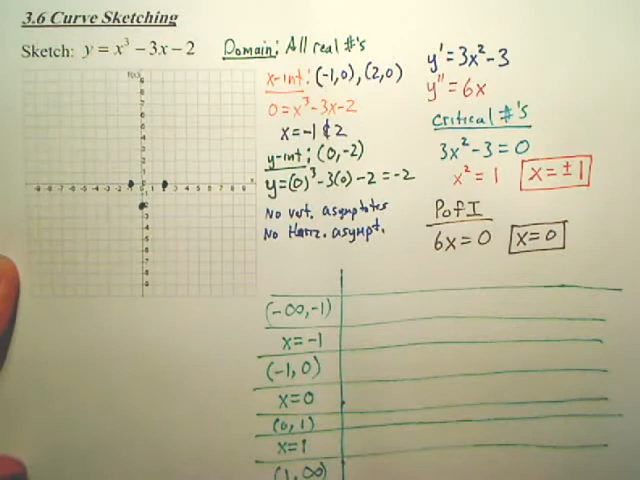 3.6 Curve Sketching
Sketch: y = x³ − 3x − 2
Domain: All real #'s
x-int: (-1,0), (2,0)
0 = x³ - 3x - 2
x = -1 & 2
y-int: (0, -2)
y = (0)³ - 3(0) - 2 = -2
No vert. asymptotes
No Horiz. asympt.
y' = 3x² - 3
y'' = 6x
Critical #'s
3x² - 3 = 0
x² = 1 x = ± 1
P of I
6x = 0 x = 0
(-∞, -1)
x = -1
(-1, 0)
x = 0
(0, 1)
x = 1
(1, ∞)